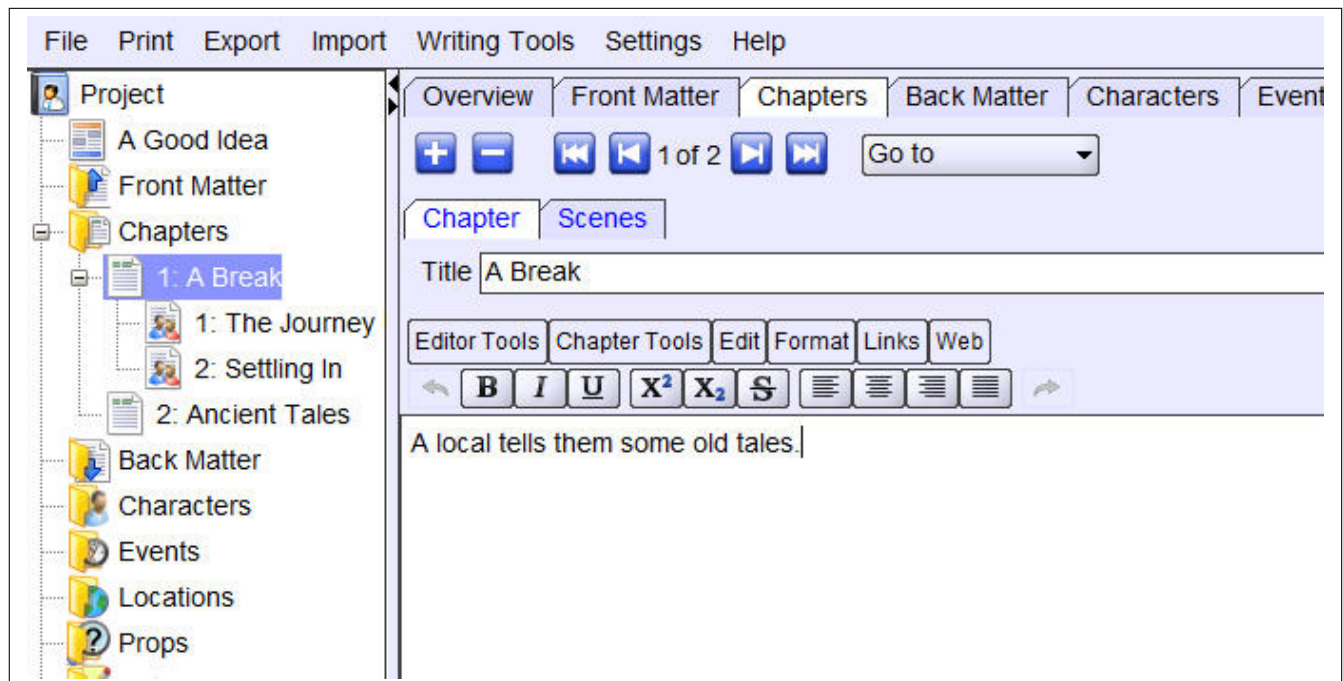 File Print Export Import Writing Tools Settings Help
Project
A Good Idea
Front Matter
Chapters
1: A Break
1: The Journey
2: Settling In
2: Ancient Tales
Back Matter
Characters
Events
Locations
Props
Overview Front Matter Chapters Back Matter Characters Event
1 of 2 Go to
Chapter Scenes
Title A Break
Editor Tools Chapter Tools Edit Format Links Web
B I U X² X₂ S
A local tells them some old tales.